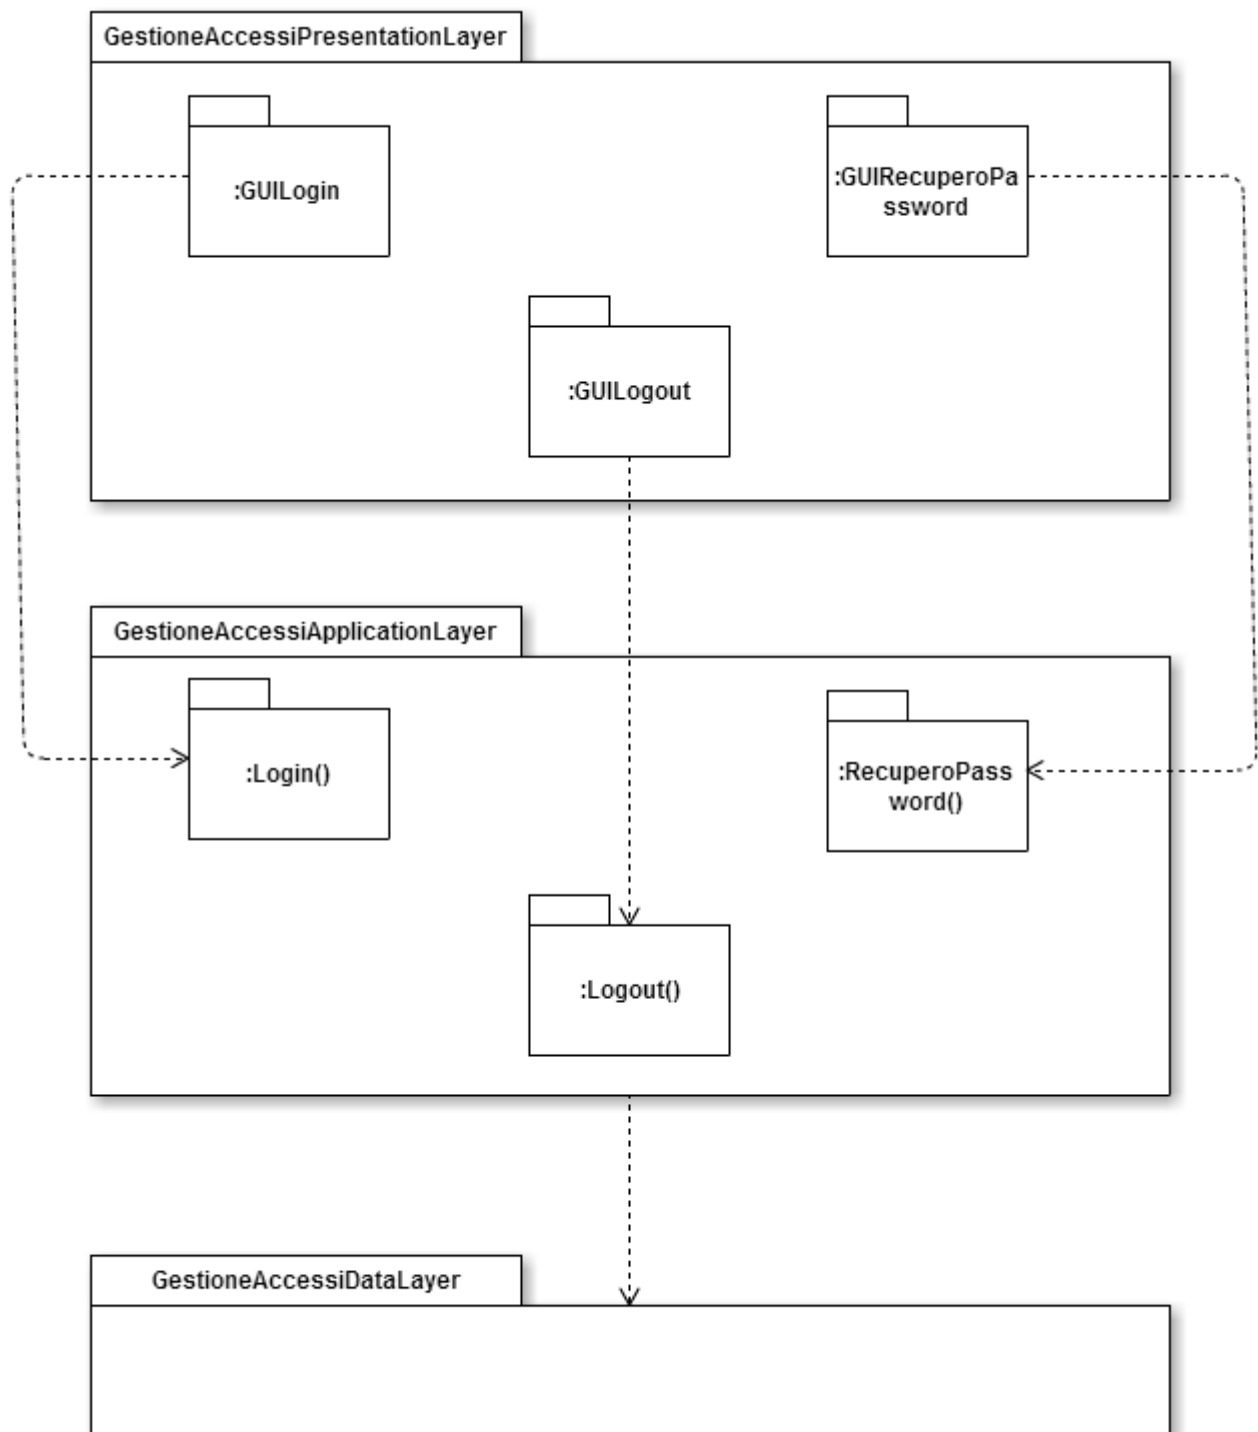 GestioneAccessiPresentationLayer
:GUILogin
:GUIRecuperoPa
ssword
:GUILogout
GestioneAccessiApplicationLayer
:Login()
:RecuperoPass
word()
:Logout()
GestioneAccessiDataLayer